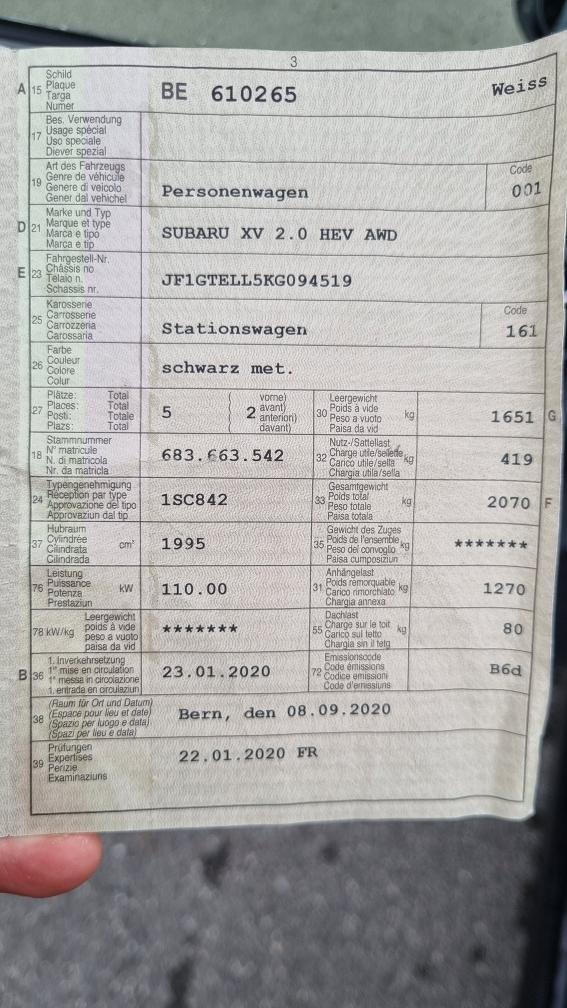 3
A 15 Schild
Plaque
Targa
Numer
BE 610265 Weiss
17 Bes. Verwendung
Usage spécial
Uso speciale
Diever spezial
19 Art des Fahrzeugs
Genre de véhicule
Genere di veicolo
Gener dal vehichel
Personenwagen
Code
001
D 21 Marke und Typ
Marque et type
Marca e tipo
Marca e tip
SUBARU XV 2.0 HEV AWD
E 23 Fahrgestell-Nr.
Châssis no
Telaio n.
Schassis nr.
JF1GTELL5KG094519
25 Karosserie
Carrosserie
Carrozzeria
Carossaria
Stationswagen
Code
161
26 Farbe
Couleur
Colore
Colur
schwarz met.
27 Plätze: Total
Places: Total
Posti: Totale
Plazs: Total
5
2 vorne)
avant)
anteriori)
davant)
30 Leergewicht
Poids à vide
Peso a vuoto
Paisa da vid
kg
1651 G
18 Stammnummer
N° matricule
N. di matricola
Nr. da matricla
683.663.542
32 Nutz-/Sattellast
Charge utile/sellette
Carico utile/sella
Chargia utila/sella
kg
419
24 Typengenehmigung
Réception par type
Approvazione del tipo
Approvaziun dal tip
1SC842
33 Gesamtgewicht
Poids total
Peso totale
Paisa totala
kg
2070 F
37 Hubraum
Cylindrée
Cilindrata
Cilindrada
cm³
1995
35 Gewicht des Zuges
Poids de l'ensemble
Peso del convoglio
Paisa cumposiziun
kg
*******
76 Leistung
Puissance
Potenza
Prestaziun
kW
110.00
31 Anhängelast
Poids remorquable
Carico rimorchiato
Chargia annexa
kg
1270
78 kW/kg Leergewicht
poids à vide
peso a vuoto
paisa da vid
*******
55 Dachlast
Charge sur le toit
Carico sul tetto
Chargia sin il tetg
kg
80
B 36 1. Inverkehrsetzung
1re mise en circulation
1a messa in circolazione
1. entrada en circulaziun
23.01.2020
72 Emissionscode
Code émissions
Codice emissioni
Code d'emissiuns
B6d
38 (Raum für Ort und Datum)
(Espace pour lieu et date)
(Spazio per luogo e data)
(Spazi per lieu e data)
Bern, den 08.09.2020
39 Prüfungen
Expertises
Perizie
Examinaziuns
22.01.2020 FR